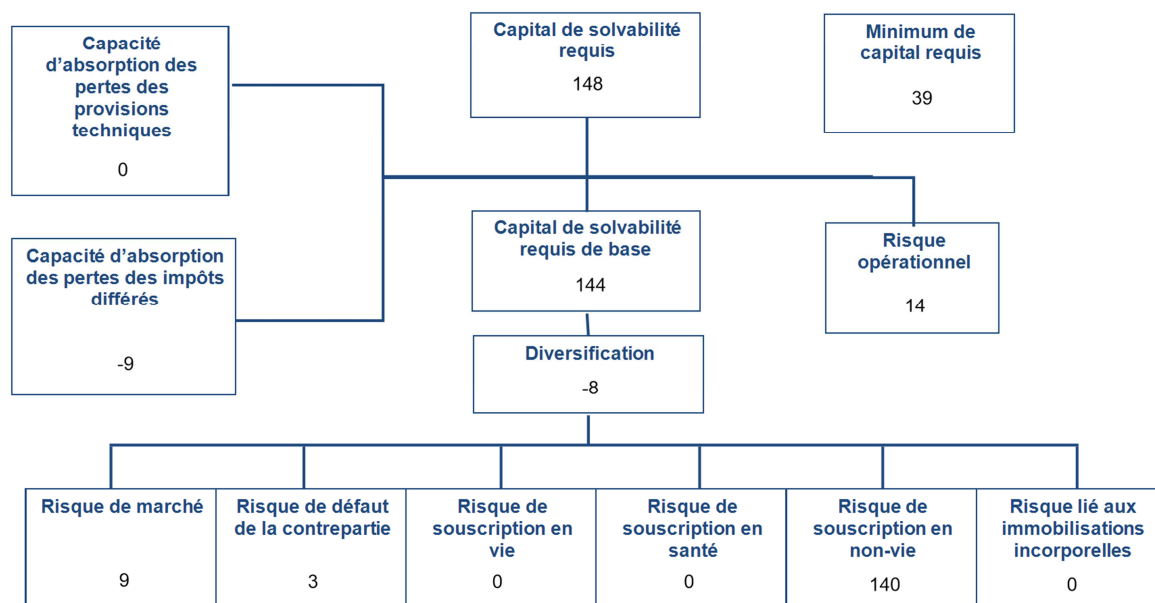 Capacité
d’absorption des
pertes des
provisions
techniques
0
Capital de solvabilité
requis
148
Minimum de
capital requis
39
Capacité d’absorption
des pertes des impôts
différés
-9
Capital de solvabilité
requis de base
144
Risque
opérationnel
14
Diversification
-8
Risque de marché
9
Risque de défaut
de la contrepartie
3
Risque de
souscription en
vie
0
Risque de
souscription en
santé
0
Risque de
souscription en
non-vie
140
Risque lié aux
immobilisations
incorporelles
0